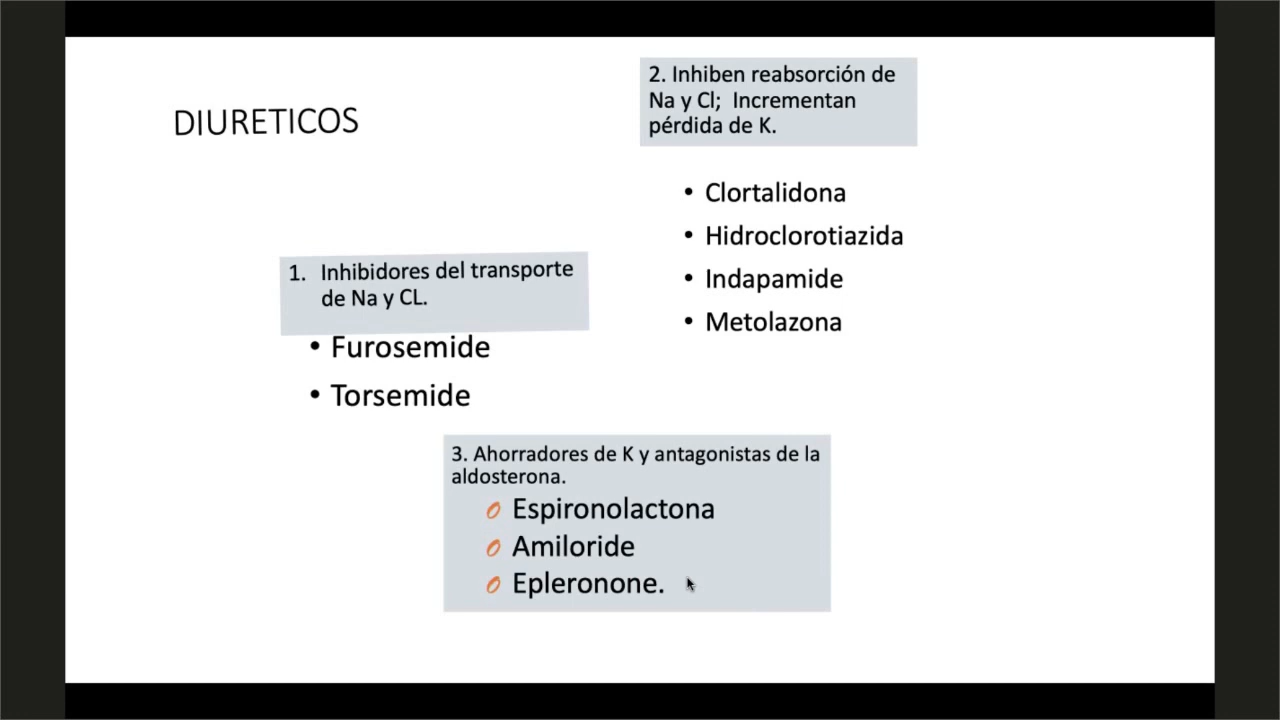 DIURETICOS
1. Inhibidores del transporte
de Na y CL.
• Furosemide
• Torsemide
2. Inhiben reabsorción de
Na y Cl; Incrementan
pérdida de K.
• Clortalidona
• Hidroclorotiazida
• Indapamide
• Metolazona
3. Ahorradores de K y antagonistas de la
aldosterona.
Espironolactona
Amiloride
Epleronone.